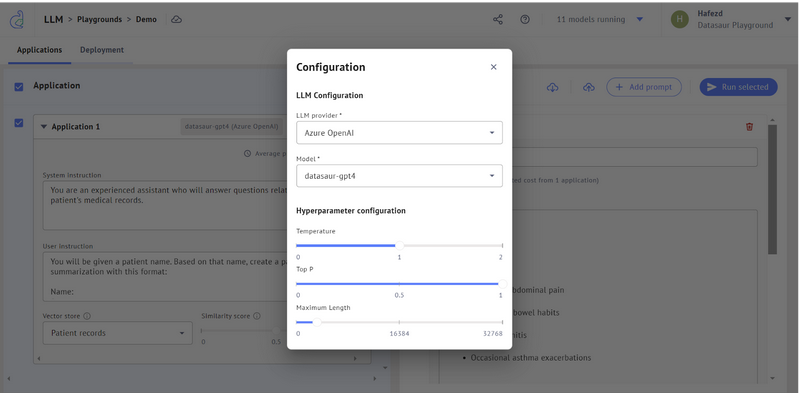 LLM > Playgrounds > Demo
11 models running
H
Hafezd
Datasaur Playground
Applications
Deployment
Application
Add prompt
Run selected
Application 1
datasaur-gpt4 (Azure OpenAI)
Average p
cost from 1 application)
System instruction
You are an experienced assistant who will answer questions relat
patient's medical records.
User instruction
You will be given a patient name. Based on that name, create a p
summarization with this format:
Name:
Vector store
Similarity score
Patient records
0
0.5
bdominal pain
bowel habits
nitis
Occasional asthma exacerbations
Configuration
LLM Configuration
LLM provider *
Azure OpenAI
Model *
datasaur-gpt4
Hyperparameter configuration
Temperature
0 1 2
Top P
0 0.5 1
Maximum Length
0 16384 32768